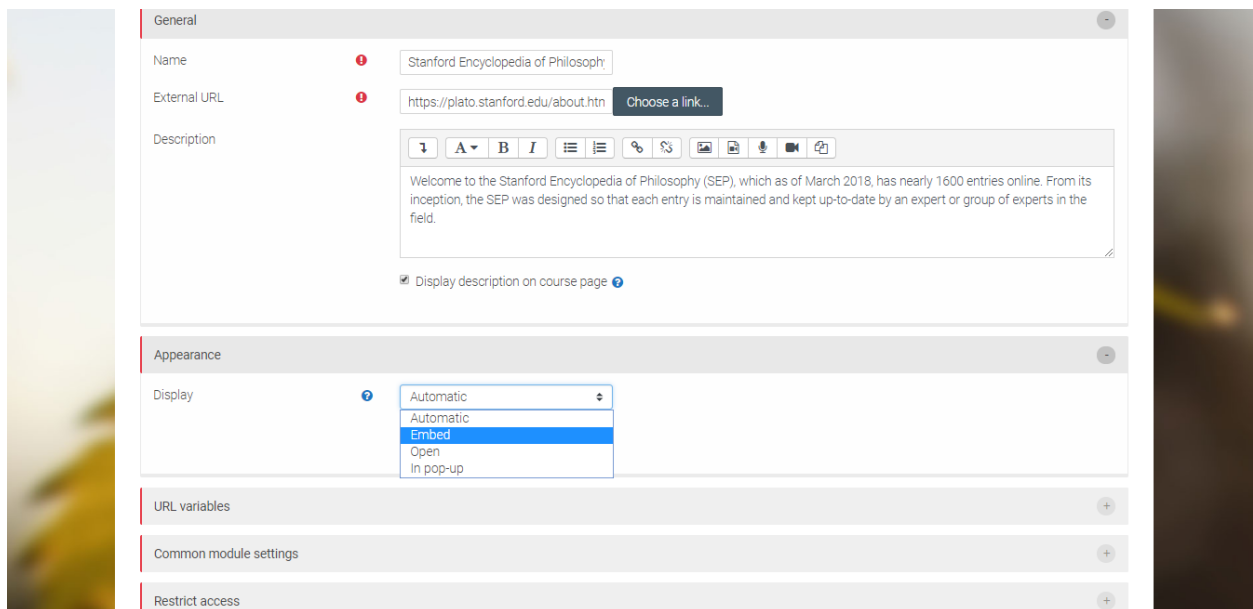 General
-
Name
Stanford Encyclopedia of Philosoph
External URL
https://plato.stanford.edu/about.htn
Choose a link...
Description
A B I
Welcome to the Stanford Encyclopedia of Philosophy (SEP), which as of March 2018, has nearly 1600 entries online. From its
inception, the SEP was designed so that each entry is maintained and kept up-to-date by an expert or group of experts in the
field.
Display description on course page
Appearance
-
Display
Automatic
Automatic
Embed
Open
In pop-up
URL variables
+
Common module settings
+
Restrict access
+